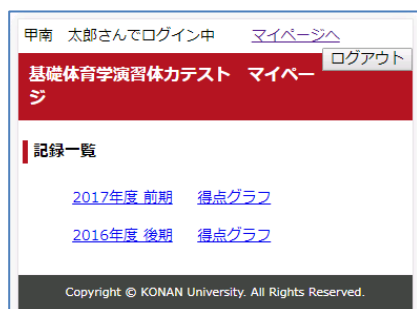 甲南　太郎さんでログイン中　マイページへ
ログアウト
基礎体育学演習体力テスト　マイペー
ジ
記録一覧
2017年度 前期　得点グラフ
2016年度 後期　得点グラフ
Copyright © KONAN University. All Rights Reserved.